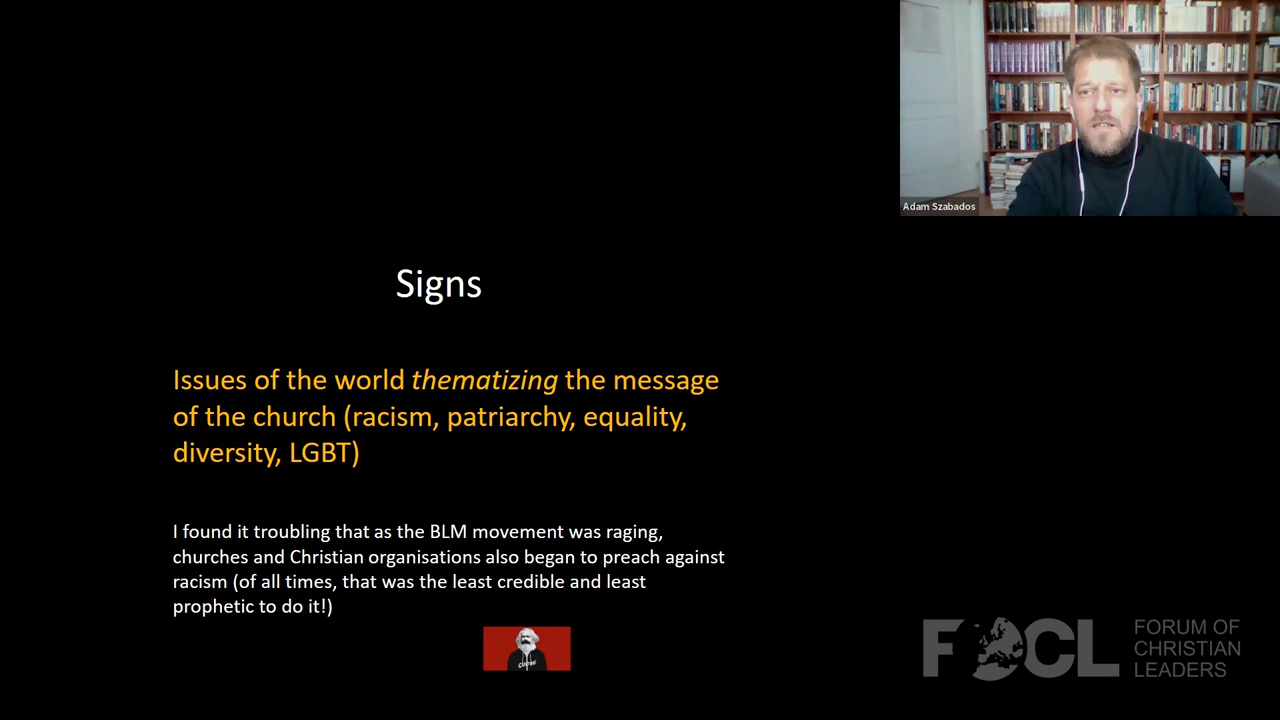 Adam Szabados
Signs
Issues of the world thematizing the message
of the church (racism, patriarchy, equality,
diversity, LGBT)
I found it troubling that as the BLM movement was raging,
churches and Christian organisations also began to preach against
racism (of all times, that was the least credible and least
prophetic to do it!)
FOCL
FORUM OF
CHRISTIAN
LEADERS